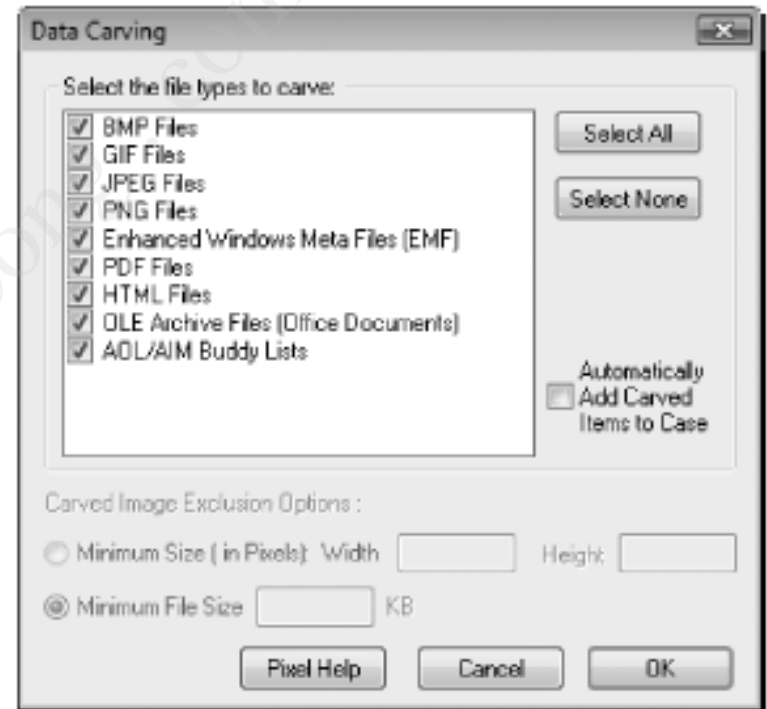 Data Carving
Select the file types to carve:
BMP Files
GIF Files
JPEG Files
PNG Files
Enhanced Windows Meta Files (EMF)
PDF Files
HTML Files
OLE Archive Files (Office Documents)
AOL/AIM Buddy Lists
Select All
Select None
Automatically
Add Carved
Items to Case
Carved Image Exclusion Options :
Minimum Size ( in Pixels): Width Height
Minimum File Size KB
Pixel Help Cancel OK